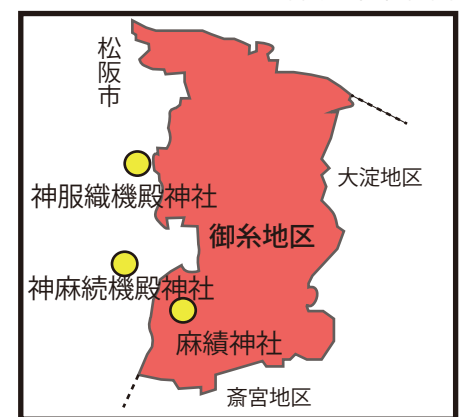 松阪市
神服織機殿神社
大淀地区
御糸地区
神麻続機殿神社
麻績神社
斎宮地区